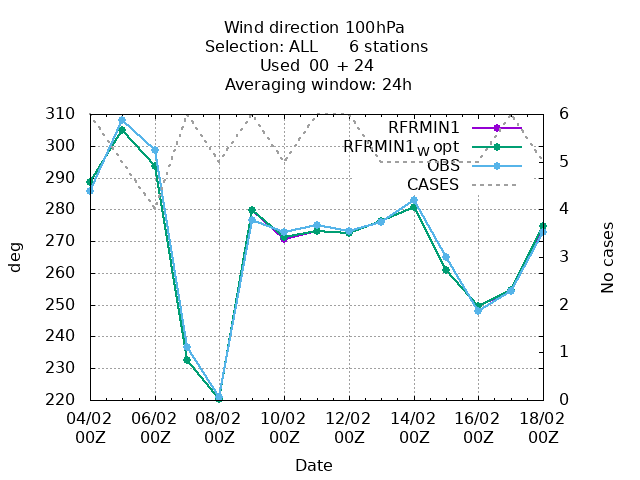 Wind direction 100hPa
Selection: ALL      6 stations
Used  00  + 24
Averaging window: 24h
310
300
290
280
270
260
250
240
230
220
deg
6
5
4
3
2
1
0
No cases
RFRMIN1
RFRMIN1w opt
OBS
CASES
04/02 06/02 08/02 10/02 12/02 14/02 16/02 18/02
00Z 00Z 00Z 00Z 00Z 00Z 00Z 00Z
Date